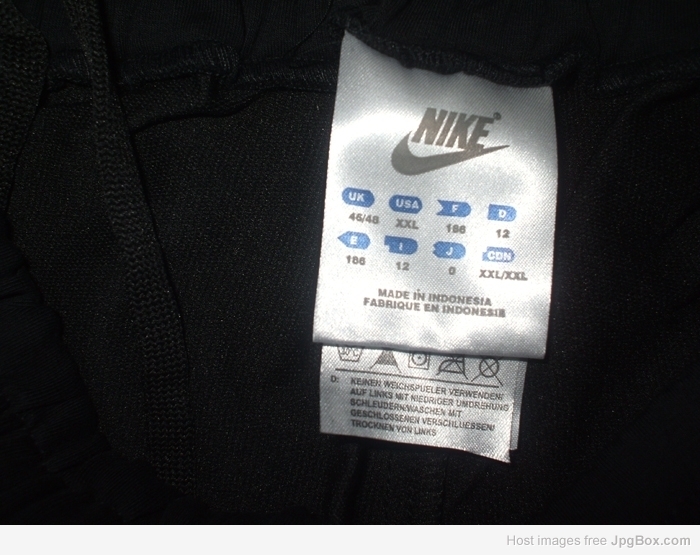 NIKE®
UK USA F D
46/48 XXL 186 12
E I J CDN
186 12 0 XXL/XXL
MADE IN INDONESIA
FABRIQUE EN INDONESIE
D: KEINEN WEICHSPUELER VERWENDEN/
AUF LINKS MIT NIEDRIGER UMDREHUNG
SCHLEUDERN/WASCHEN MIT
GESCHLOSSENEN VERSCHLUESSEN/
TROCKNEN VON LINKS
Host images free JpgBox.com